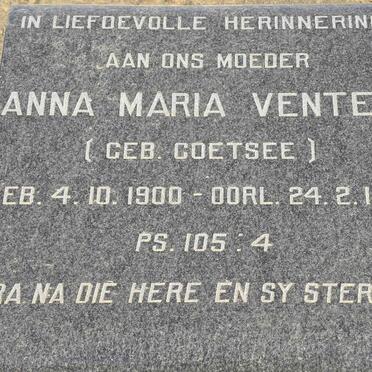 IN LIEFDEVOLLE HERINNERIN
AAN ONS MOEDER
ANNA MARIA VENTE
( GEB. COETSEE )
EB. 4. 10. 1900 - OORL. 24. 2. 1
PS. 105 : 4
RA NA DIE HERE EN SY STER